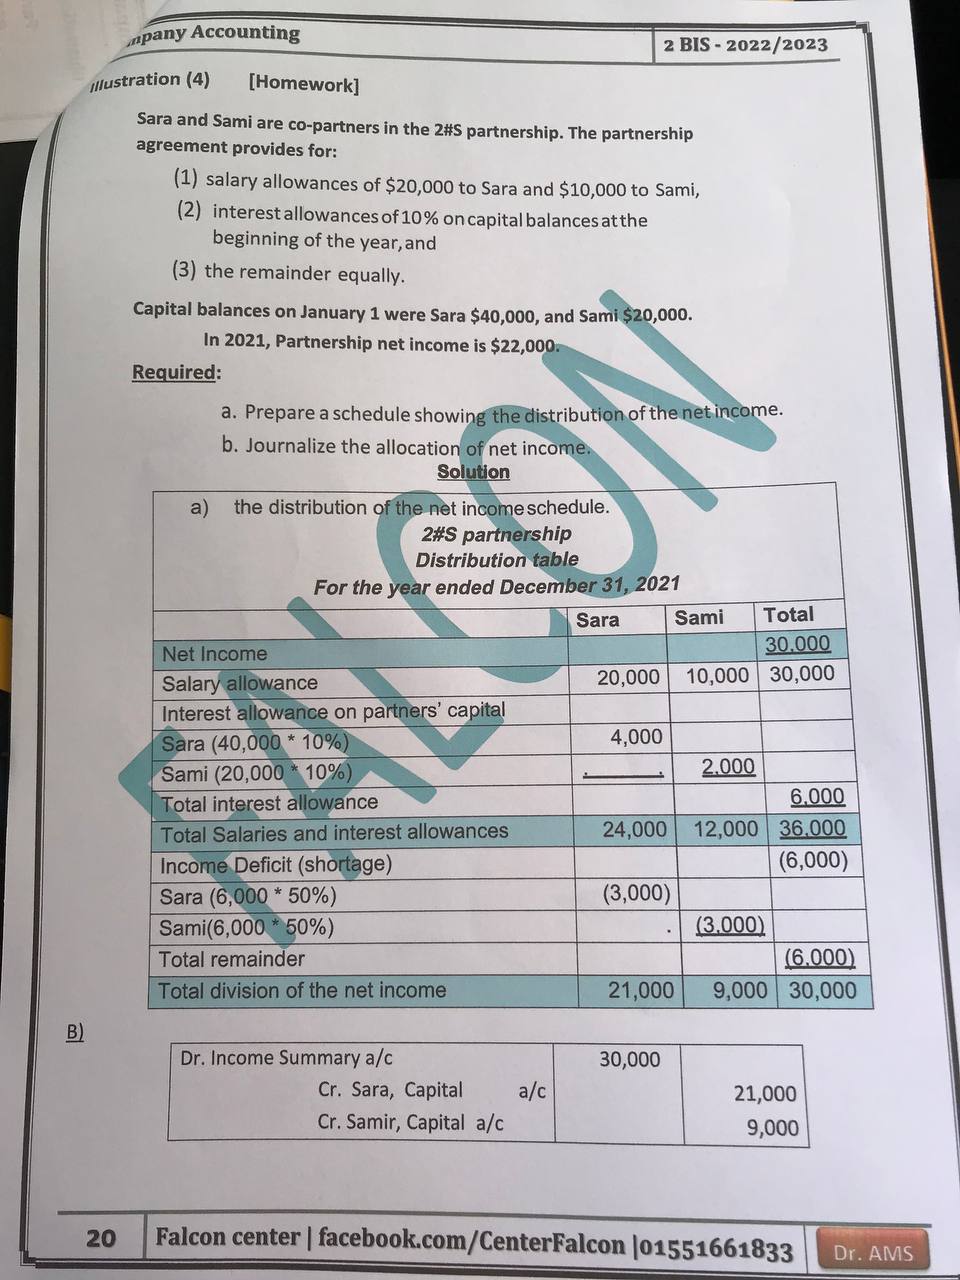 mpany Accounting
2 BIS - 2022/2023
illustration (4) [Homework]
Sara and Sami are co-partners in the 2#S partnership. The partnership
agreement provides for:
(1) salary allowances of $20,000 to Sara and $10,000 to Sami,
(2) interest allowances of 10% on capital balances at the
beginning of the year, and
(3) the remainder equally.
Capital balances on January 1 were Sara $40,000, and Sami $20,000.
In 2021, Partnership net income is $22,000.
Required:
a. Prepare a schedule showing the distribution of the net income.
b. Journalize the allocation of net income.
Solution
a) the distribution of the net income schedule.
2#S partnership
Distribution table
For the year ended December 31, 2021
Sara Sami Total
Net Income 30,000
Salary allowance 20,000 10,000 30,000
Interest allowance on partners' capital
Sara (40,000 * 10%) 4,000
Sami (20,000 * 10%) . . 2,000
Total interest allowance 6,000
Total Salaries and interest allowances 24,000 12,000 36,000
Income Deficit (shortage) (6,000)
Sara (6,000 * 50%) (3,000)
Sami(6,000 * 50%) . (3,000)
Total remainder (6,000)
Total division of the net income 21,000 9,000 30,000
FALCON
B)
Dr. Income Summary a/c 30,000
Cr. Sara, Capital a/c 21,000
Cr. Samir, Capital a/c 9,000
20 Falcon center | facebook.com/CenterFalcon |01551661833 Dr. AMS